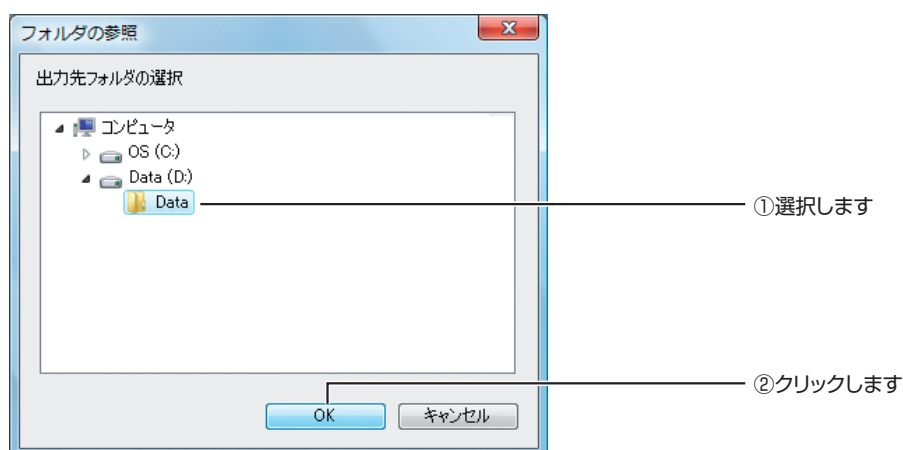 フォルダの参照
出力先フォルダの選択
コンピュータ
OS (C:)
Data (D:)
Data
①選択します
②クリックします
OK
キャンセル